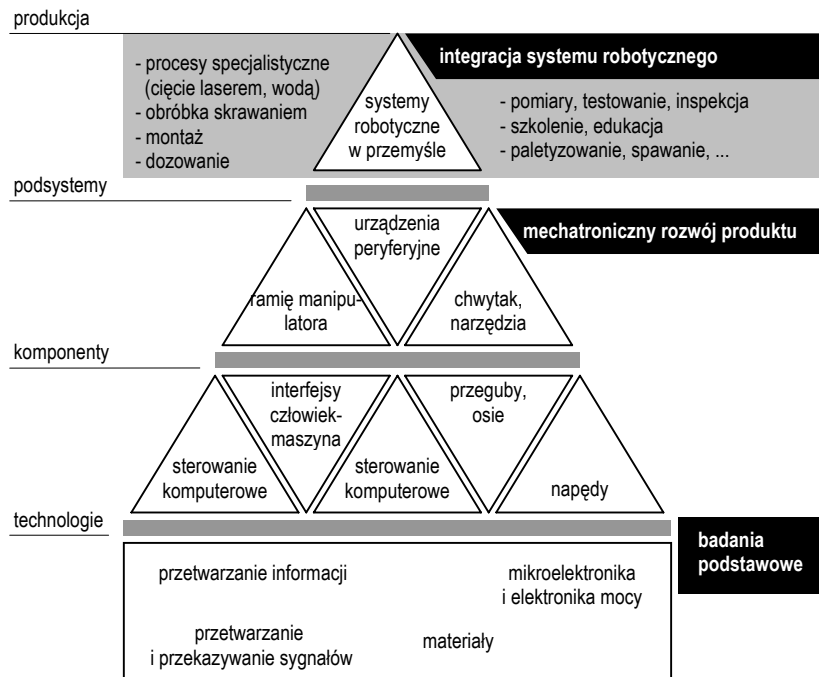 produkcja
- procesy specjalistyczne
(cięcie laserem, wodą)
- obróbka skrawaniem
- montaż
- dozowanie
systemy
robotyczne
w przemyśle
integracja systemu robotycznego
- pomiary, testowanie, inspekcja
- szkolenie, edukacja
- paletyzowanie, spawanie, ...
podsystemy
urządzenia
peryferyjne
mechatroniczny rozwój produktu
ramię manipu-
latora
chwytak,
narzędzia
komponenty
interfejsy
człowiek-
maszyna
przeguby,
osie
sterowanie
komputerowe
sterowanie
komputerowe
napędy
technologie
badania
podstawowe
przetwarzanie informacji
mikroelektronika
i elektronika mocy
przetwarzanie
i przekazywanie sygnałów
materiały